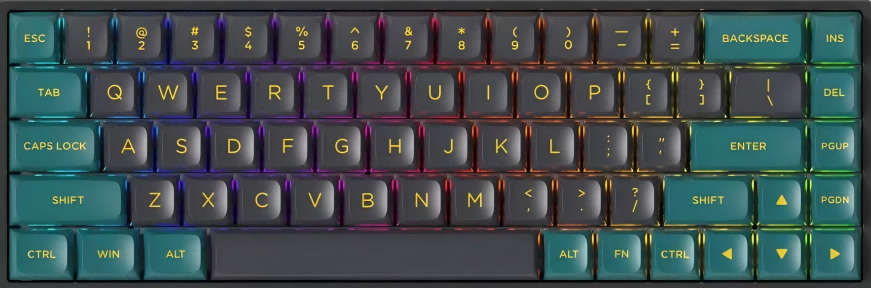 ESC ! 1 @ 2 # 3 $ 4 % 5 ^ 6 & 7 * 8 ( 9 ) 0 — - + = BACKSPACE INS
TAB Q W E R T Y U I O P { [ } ] | \ DEL
CAPS LOCK A S D F G H J K L : ; " ' ENTER PGUP
SHIFT Z X C V B N M < , > . ? / SHIFT ▲ PGDN
CTRL WIN ALT ALT FN CTRL ◀ ▼ ▶